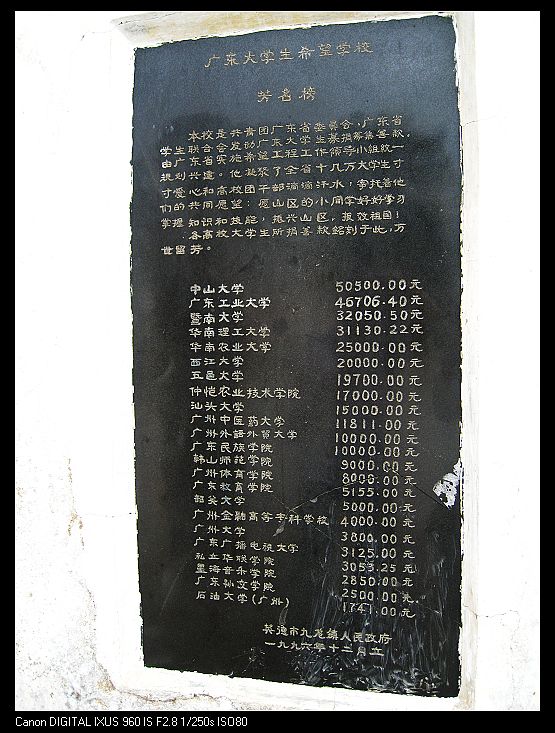 广东大学生希望学校
芳名榜
本校是共青团广东省委员会，广东省
学生联合会发动广东大学生募捐筹集善款，
由广东省实施希望工程工作领导小组统一
规划兴建。他凝聚了全省十几万大学生寸
寸爱心和高校团干部滴滴汗水，寄托着他
们的共同愿望：愿山区的小同学好好学习
掌握知识和技能，振兴山区，报效祖国！
各高校大学生所捐善款铭刻于此，万
世留芳。
中山大学 50500.00元
广东工业大学 46706.40元
暨南大学 32050.50元
华南理工大学 31130.22元
华南农业大学 25000.00元
西江大学 20000.00元
五邑大学 19700.00元
仲恺农业技术学院 17000.00元
汕头大学 15000.00元
广州中医药大学 11811.00元
广州外語外贸大学 10000.00元
广东民族学院 10000.00元
韩山师范学院 9000.00元
广州体育学院 8000.00元
广东教育学院 5155.00元
韶关大学 5000.00元
广州金融高等专科学校 4000.00元
广州大学 3800.00元
广东广播电视大学 3125.00元
私立华联学院 3053.25元
星海音乐学院 2850.00元
广东孙文学院 2500.00元
石油大学(广州) 1741.00元
英德市九龙镇人民政府
一九九六年十二月立
Canon DIGITAL IXUS 960 IS F2.8 1/250s ISO80